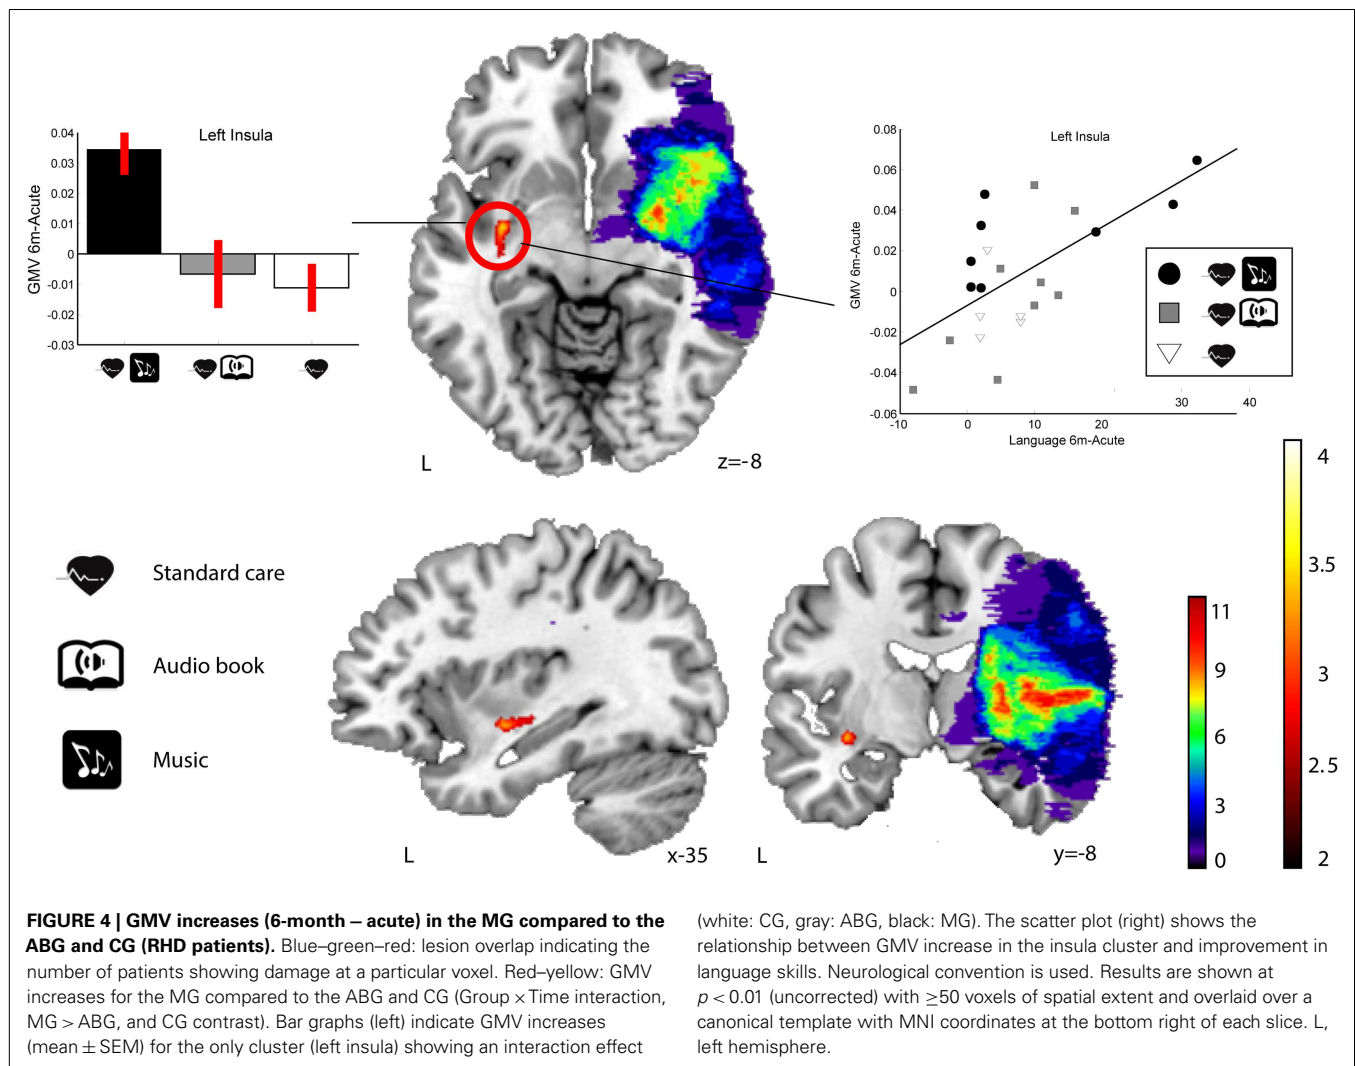 Left Insula
0.04
0.03
0.02
0.01
0
-0.01
-0.02
-0.03
GMV 6m-Acute
L
z=-8
Left Insula
0.08
0.06
0.04
0.02
0
-0.02
-0.04
-0.06
GMV 6m-Acute
-10
0
10
20
30
40
Language 6m-Acute
Standard care
Audio book
Music
L
x-35
L
y=-8
11
9
7
6
3
0
4
3.5
3
2.5
2
FIGURE 4 | GMV increases (6-month – acute) in the MG compared to the
ABG and CG (RHD patients). Blue–green–red: lesion overlap indicating the
number of patients showing damage at a particular voxel. Red–yellow: GMV
increases for the MG compared to the ABG and CG (Group × Time interaction,
MG > ABG, and CG contrast). Bar graphs (left) indicate GMV increases
(mean ± SEM) for the only cluster (left insula) showing an interaction effect
(white: CG, gray: ABG, black: MG). The scatter plot (right) shows the
relationship between GMV increase in the insula cluster and improvement in
language skills. Neurological convention is used. Results are shown at
p < 0.01 (uncorrected) with ≥50 voxels of spatial extent and overlaid over a
canonical template with MNI coordinates at the bottom right of each slice. L,
left hemisphere.